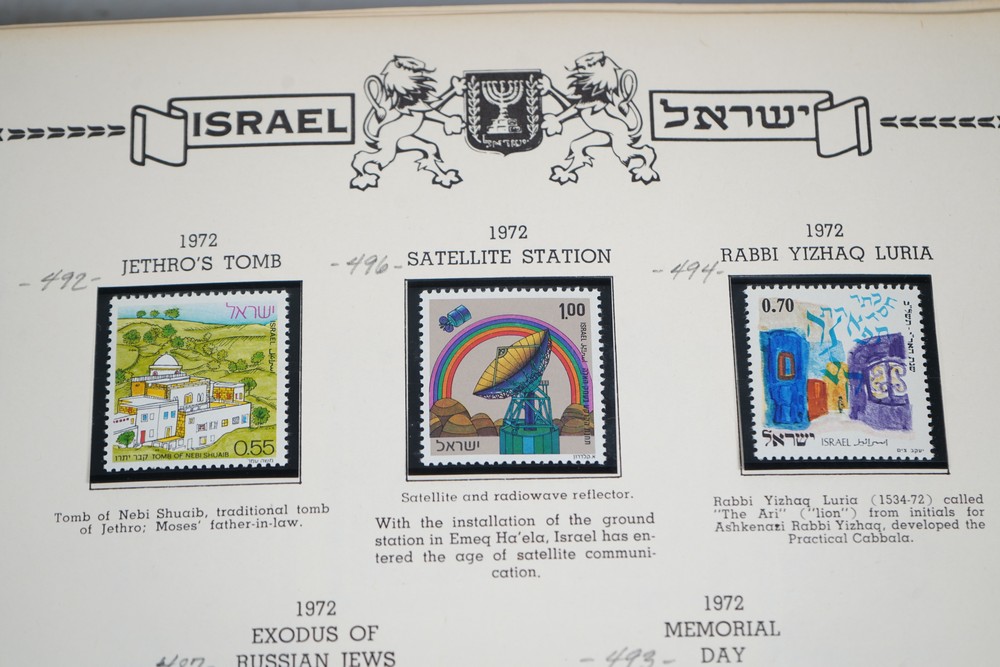 ISRAEL
ישראל
ישראל
1972
JETHRO'S TOMB
-492-
ישראל
ISRAEL
0.55
קבר יתרו TOMB OF NEBI SHUAIB
Tomb of Nebi Shuaib, traditional tomb
of Jethro; Moses' father-in-law.
1972
SATELLITE STATION
-496-
1.00
ISRAEL
ישראל
Satellite and radiowave reflector.
With the installation of the ground
station in Emeq Ha'ela, Israel has en-
tered the age of satellite communi-
cation.
1972
RABBI YIZHAQ LURIA
-494-
0.70
ישראל ISRAEL اسرائيل
Rabbi Yizhaq Luria (1534-72) called
"The Ari" ("lion") from initials for
Ashkenazi Rabbi Yizhaq, developed the
Practical Cabbala.
1972
EXODUS OF
RUSSIAN JEWS
1972
MEMORIAL
DAY
-493-